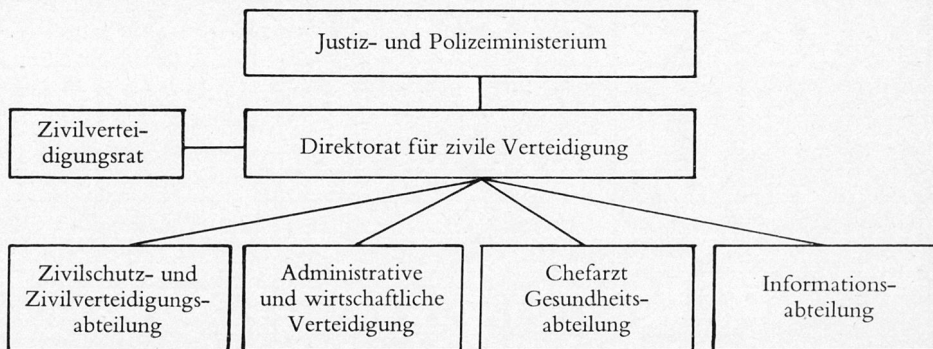 Justiz- und Polizeiministerium
Zivilvertei-
digungsrat
Direktorat für zivile Verteidigung
Zivilschutz- und
Zivilverteidigungs-
abteilung
Administrative
und wirtschaftliche
Verteidigung
Chefarzt
Gesundheits-
abteilung
Informations-
abteilung